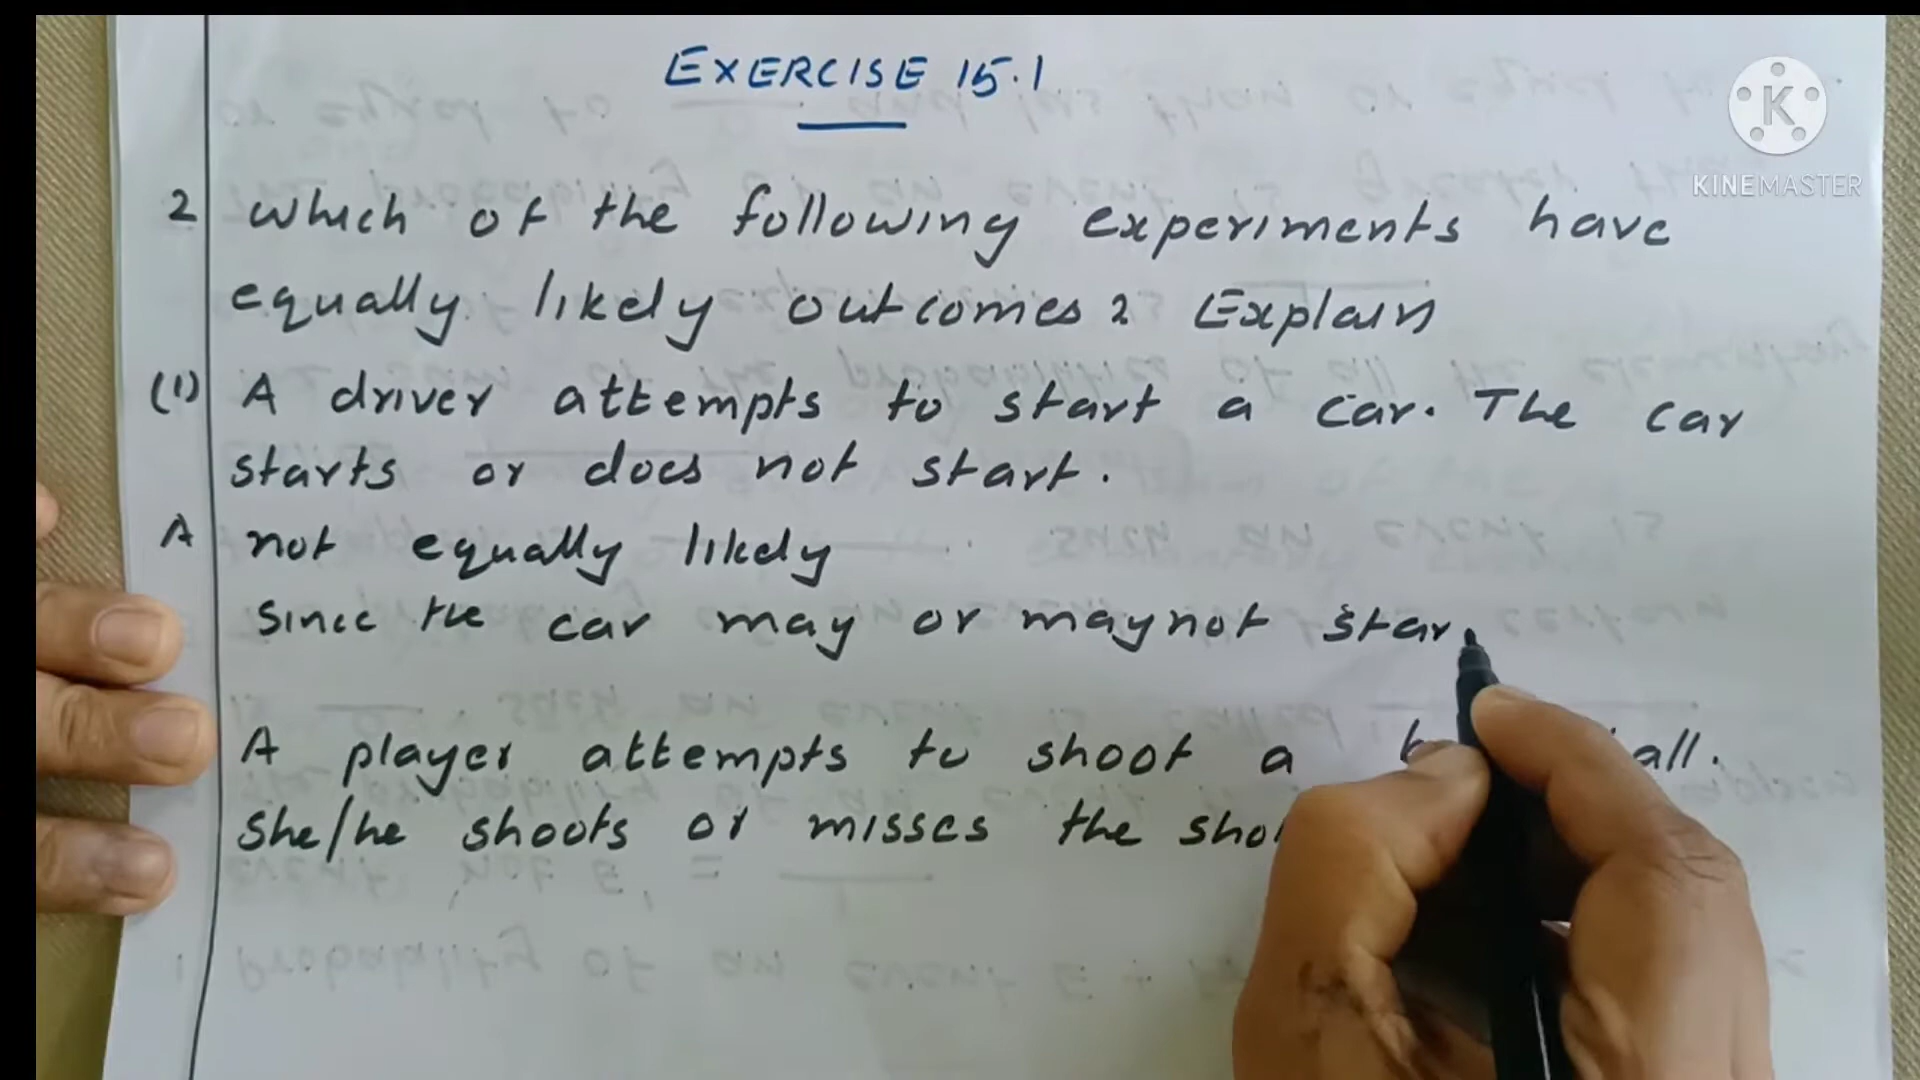 EXERCISE 15.1
K
KINEMASTER
2 which of the following experiments have
equally likely outcomes? Explain
(1) A driver attempts to start a car. The car
starts or does not start.
A not equally likely
since the car may or maynot star
A player attempts to shoot a all.
she/he shoots or misses the